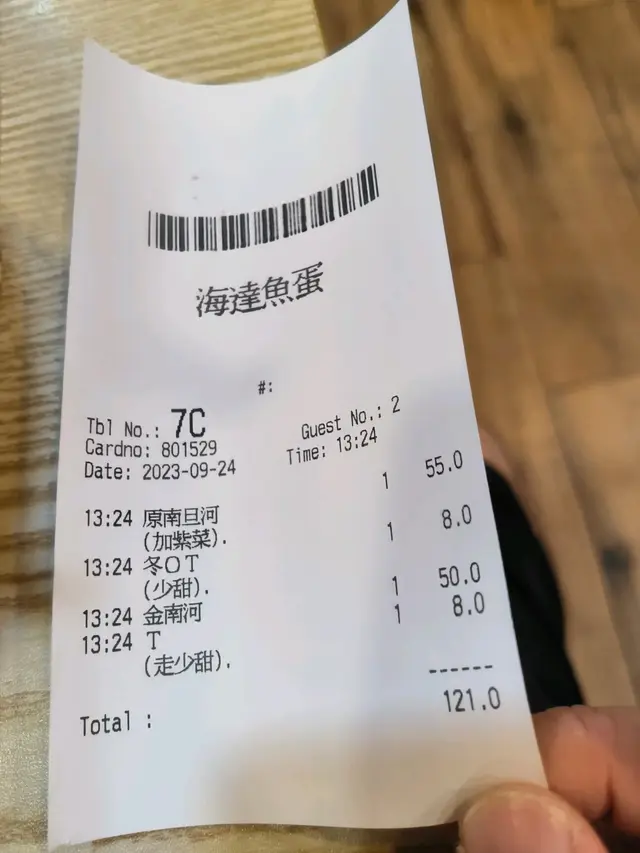 海達魚蛋
#:
Tbl No.: 7C Guest No.: 2
Cardno: 801529 Time: 13:24
Date: 2023-09-24
13:24 原南旦河 1 55.0
(加紫菜).
13:24 冬OT 1 8.0
(少甜).
13:24 金南河 1 50.0
13:24 T 1 8.0
(走少甜).
------
Total : 121.0